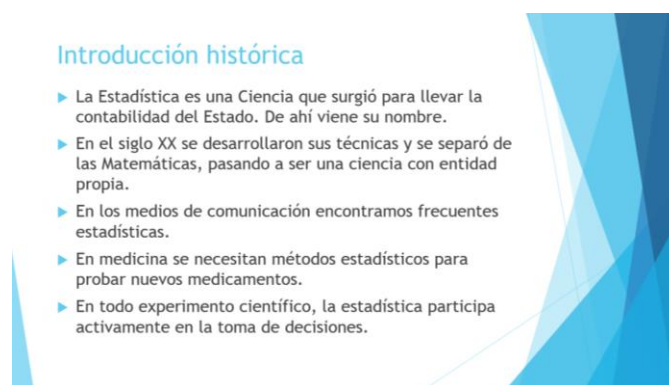 Introducción histórica
La Estadística es una Ciencia que surgió para llevar la
contabilidad del Estado. De ahí viene su nombre.
En el siglo XX se desarrollaron sus técnicas y se separó de
las Matemáticas, pasando a ser una ciencia con entidad
propia.
En los medios de comunicación encontramos frecuentes
estadísticas.
En medicina se necesitan métodos estadísticos para
probar nuevos medicamentos.
En todo experimento científico, la estadística participa
activamente en la toma de decisiones.